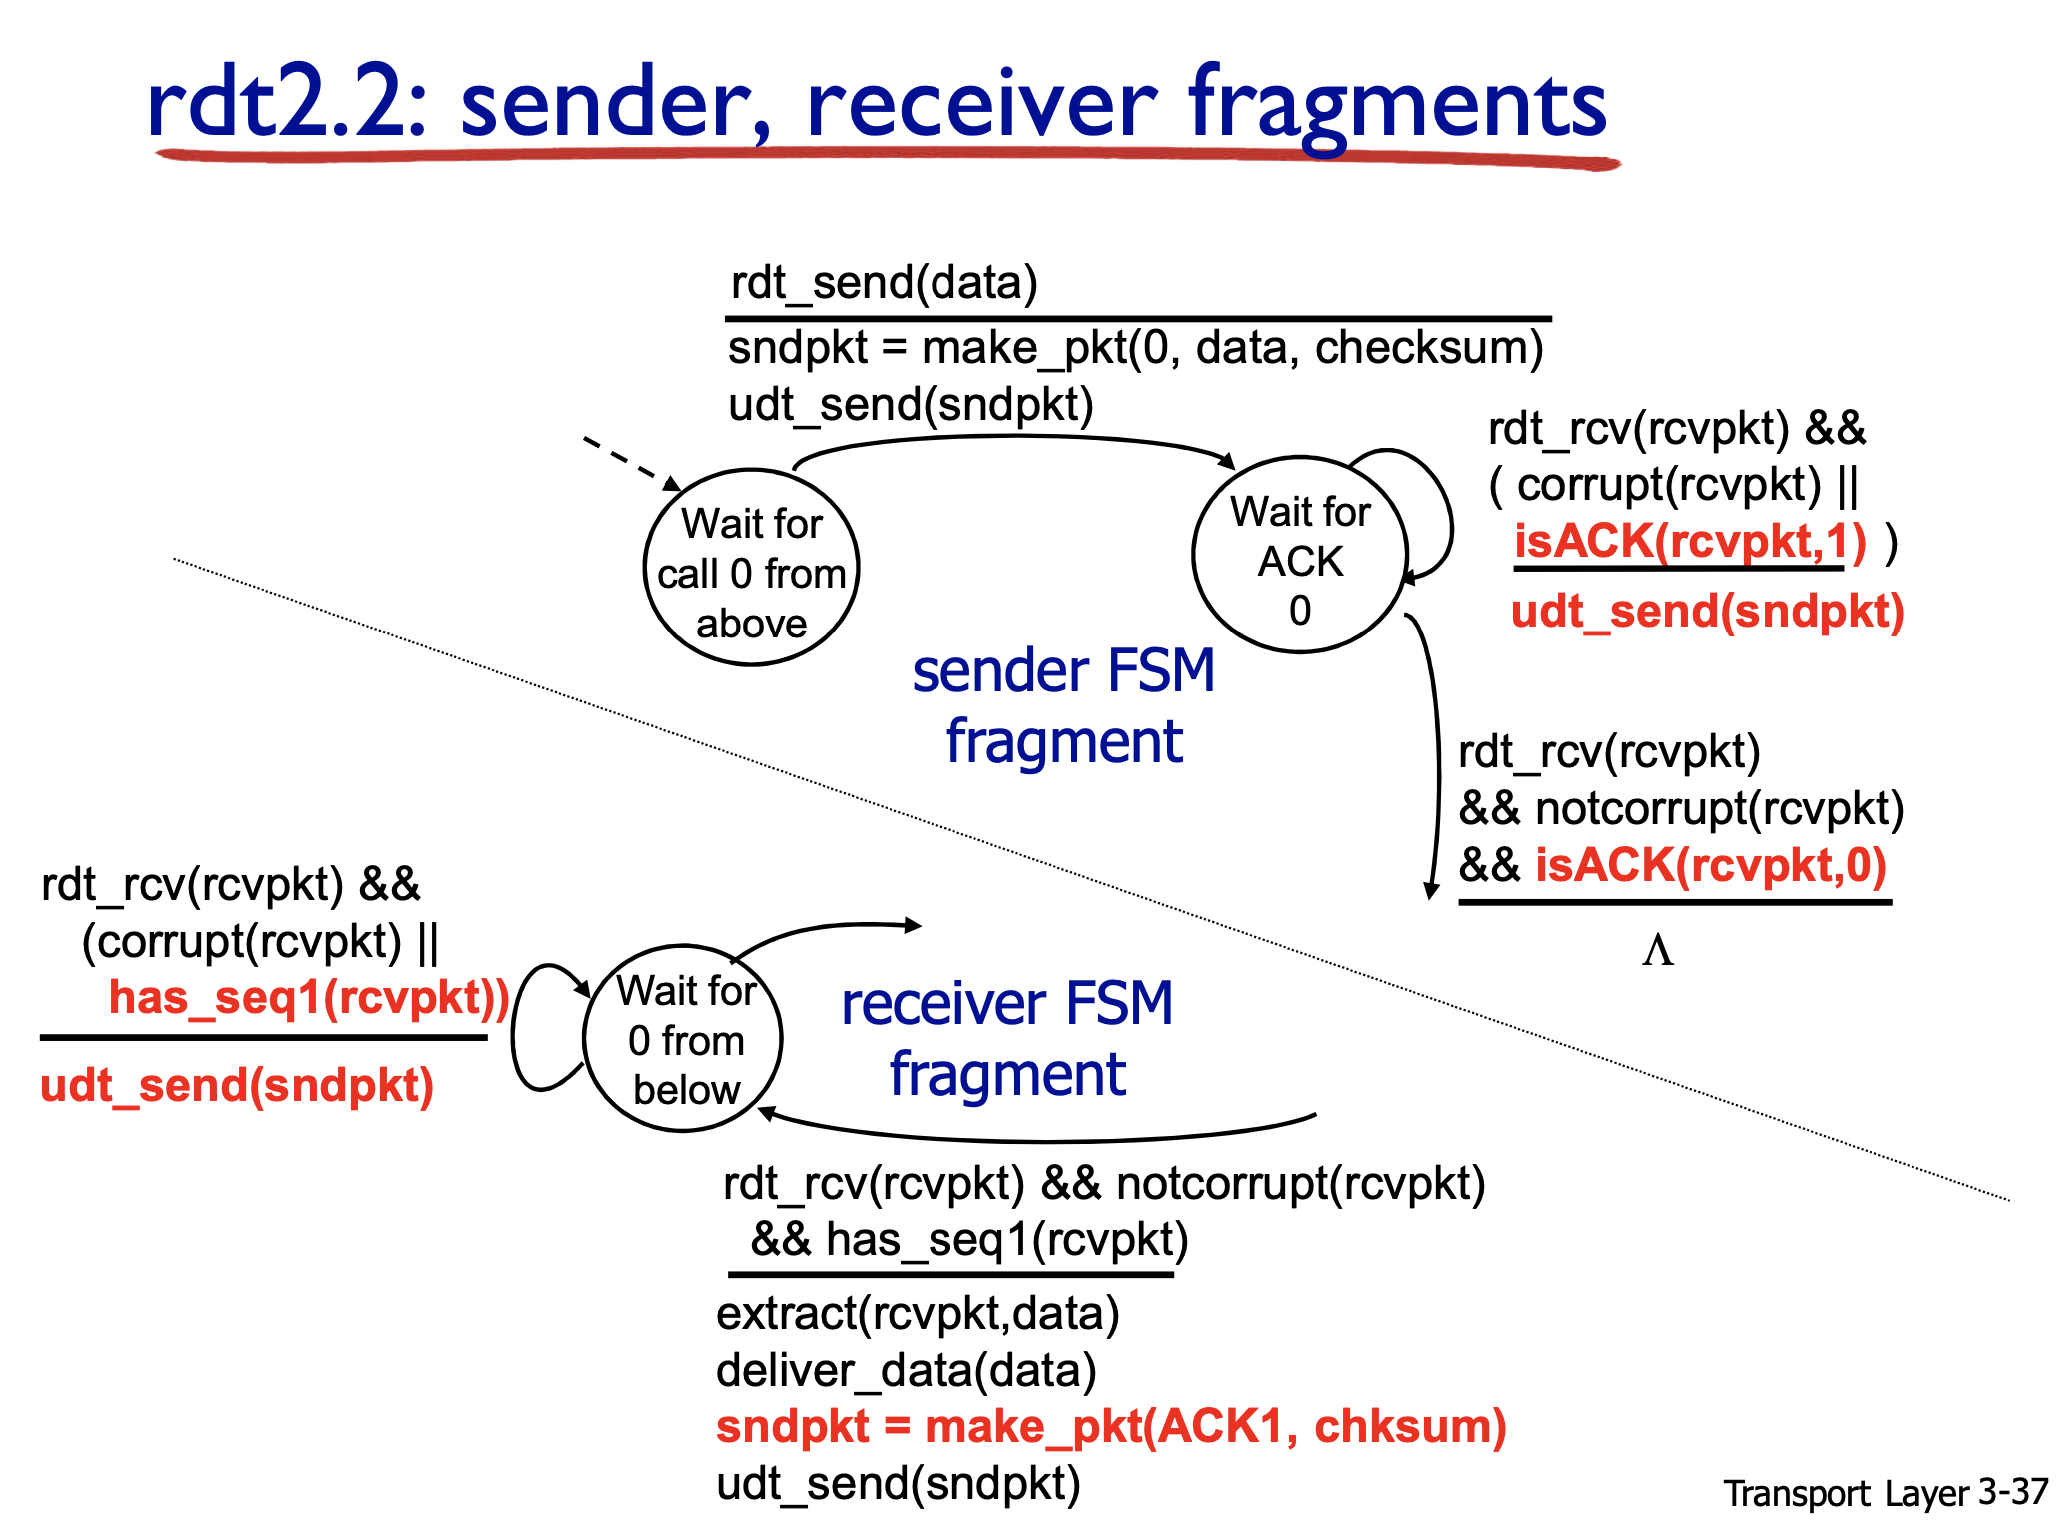 rdt2.2: sender, receiver fragments
rdt_send(data)
sndpkt = make_pkt(0, data, checksum)
udt_send(sndpkt)
Wait for
call 0 from
above
Wait for
ACK
0
rdt_rcv(rcvpkt) &&
( corrupt(rcvpkt) ||
isACK(rcvpkt,1) )
udt_send(sndpkt)
sender FSM
fragment
rdt_rcv(rcvpkt)
&& notcorrupt(rcvpkt)
&& isACK(rcvpkt,0)
Λ
rdt_rcv(rcvpkt) &&
(corrupt(rcvpkt) ||
has_seq1(rcvpkt))
udt_send(sndpkt)
Wait for
0 from
below
receiver FSM
fragment
rdt_rcv(rcvpkt) && notcorrupt(rcvpkt)
&& has_seq1(rcvpkt)
extract(rcvpkt,data)
deliver_data(data)
sndpkt = make_pkt(ACK1, chksum)
udt_send(sndpkt)
Transport Layer 3-37